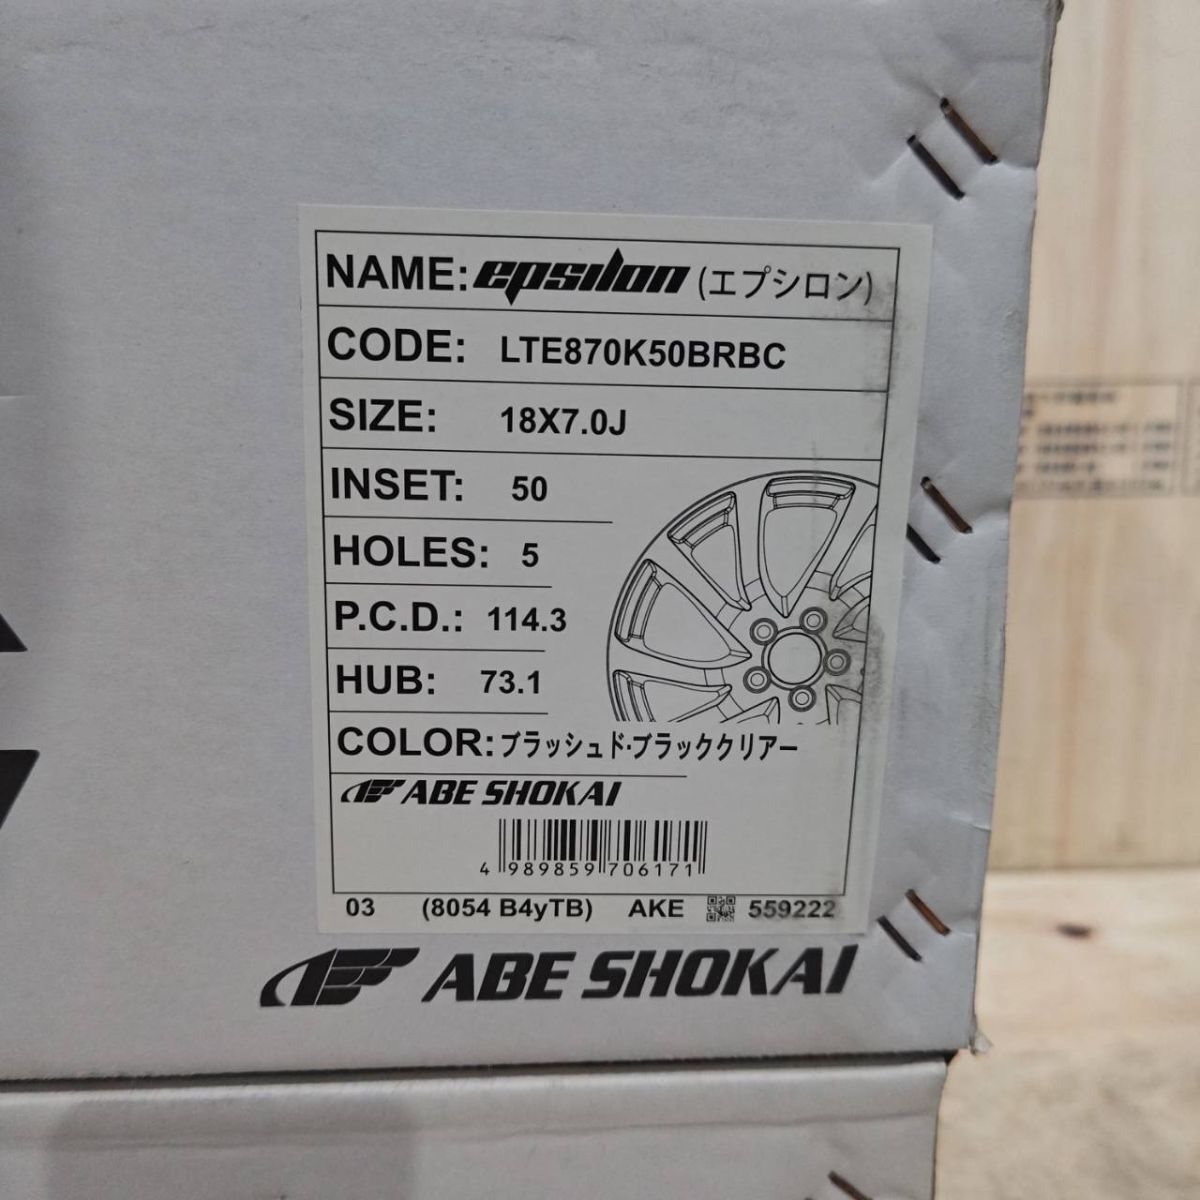 NAME: epsilon (エプシロン)
CODE: LTE870K50BRBC
SIZE: 18X7.0J
INSET: 50
HOLES: 5
P.C.D.: 114.3
HUB: 73.1
COLOR: ブラッシュド・ブラッククリアー
ABE SHOKAI
4 989859 706171
03 (8054 B4yTB) AKE 559222
ABE SHOKAI